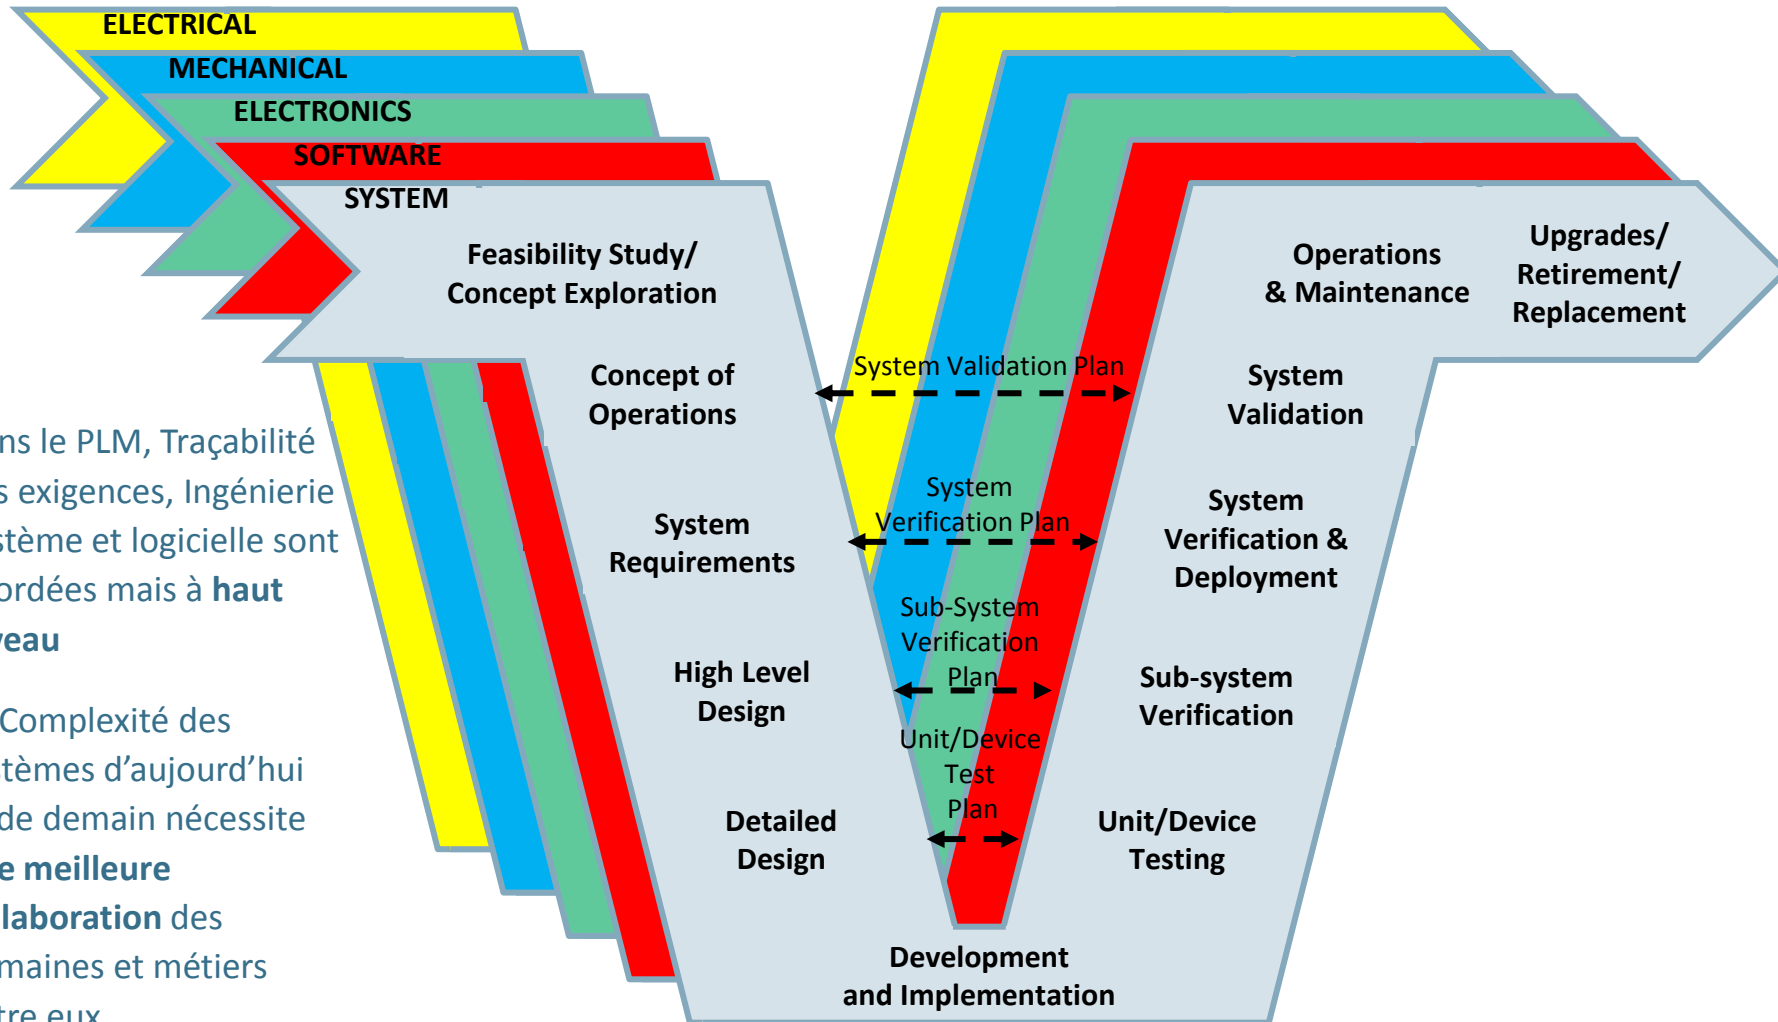 ELECTRICAL
MECHANICAL
ELECTRONICS
SOFTWARE
SYSTEM
Feasibility Study/
Concept Exploration
Operations
& Maintenance
Upgrades/
Retirement/
Replacement
Concept of
Operations
System Validation Plan
System
Validation
ns le PLM, Traçabilité
s exigences, Ingénierie
stème et logicielle sont
ordées mais à haut
veau
System
Requirements
System
Verification Plan
System
Verification &
Deployment
High Level
Design
Sub-System
Verification
Plan
Sub-system
Verification
Complexité des
stèmes d'aujourd'hui
de demain nécessite
e meilleure
laboration des
maines et métiers
tre eux
Detailed
Design
Unit/Device
Test
Plan
Unit/Device
Testing
Development
and Implementation